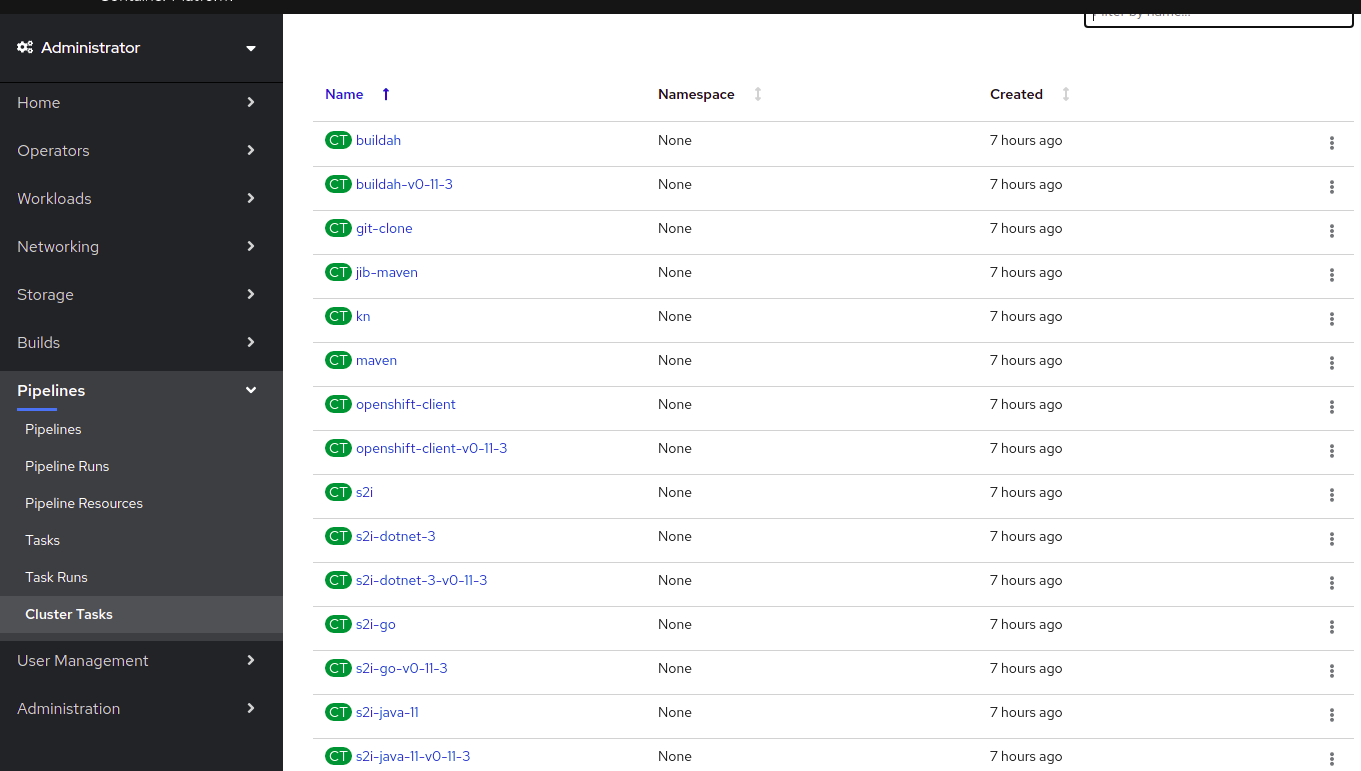 Container Platform
Filter by name...
Administrator
Home
Operators
Workloads
Networking
Storage
Builds
Pipelines
Pipelines
Pipeline Runs
Pipeline Resources
Tasks
Task Runs
Cluster Tasks
User Management
Administration
Name Namespace Created
CT buildah None 7 hours ago
CT buildah-v0-11-3 None 7 hours ago
CT git-clone None 7 hours ago
CT jib-maven None 7 hours ago
CT kn None 7 hours ago
CT maven None 7 hours ago
CT openshift-client None 7 hours ago
CT openshift-client-v0-11-3 None 7 hours ago
CT s2i None 7 hours ago
CT s2i-dotnet-3 None 7 hours ago
CT s2i-dotnet-3-v0-11-3 None 7 hours ago
CT s2i-go None 7 hours ago
CT s2i-go-v0-11-3 None 7 hours ago
CT s2i-java-11 None 7 hours ago
CT s2i-java-11-v0-11-3 None 7 hours ago